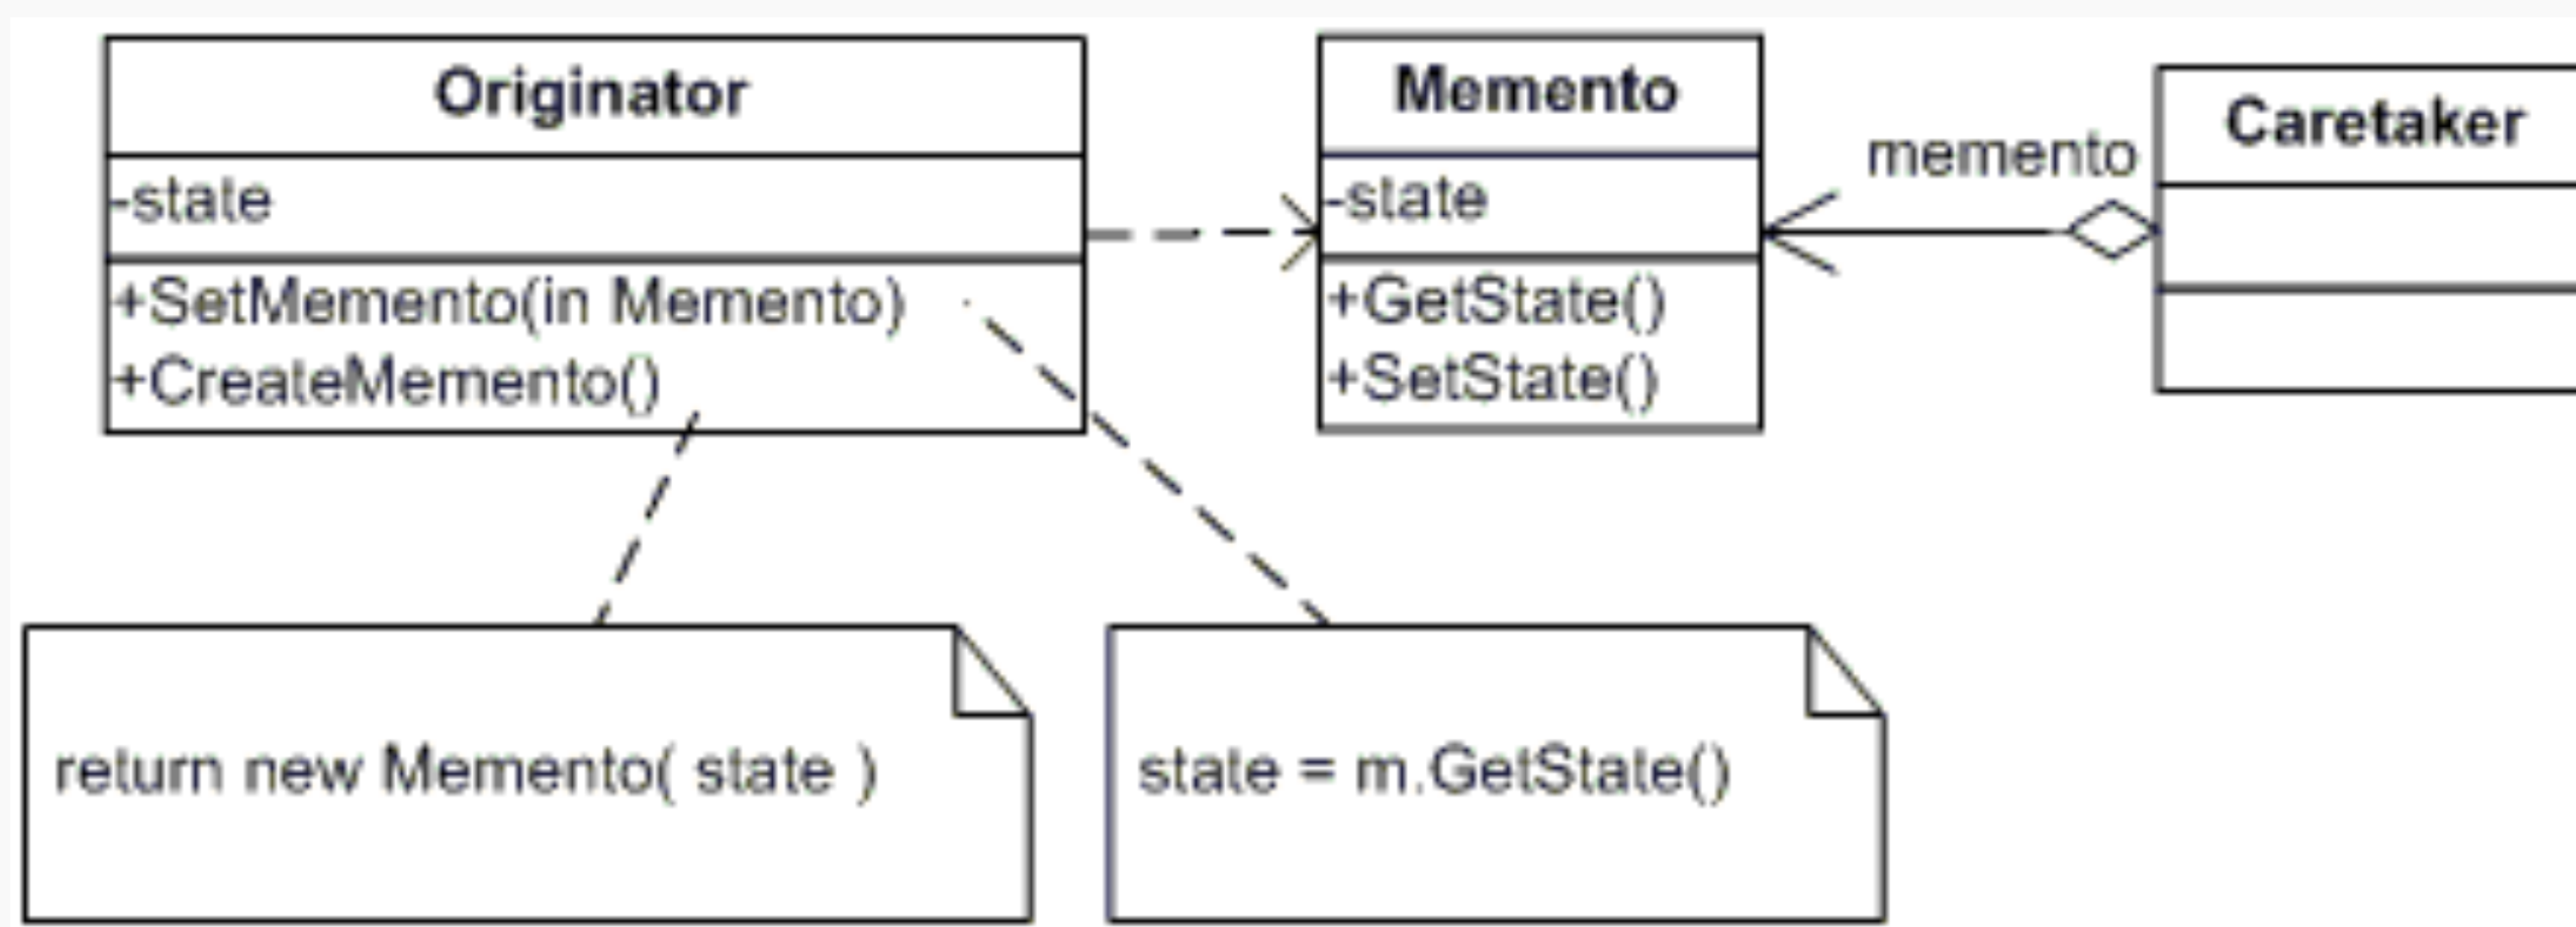 Originator
-state
+SetMemento(in Memento)
+CreateMemento()
Memento
-state
+GetState()
+SetState()
memento
Caretaker
return new Memento( state )
state = m.GetState()